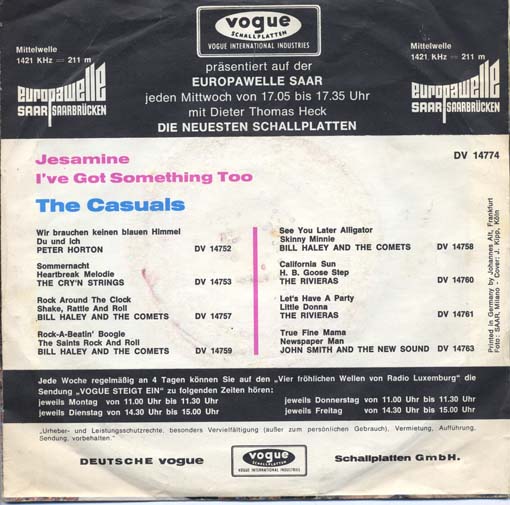 vogue
SCHALLPLATTEN
VOGUE INTERNATIONAL INDUSTRIES
Mittelwelle
1421 KHz — 211 m
europawelle
SAAR SAARBRÜCKEN
präsentiert auf der
EUROPAWELLE SAAR
jeden Mittwoch von 17.05 bis 17.35 Uhr
mit Dieter Thomas Heck
DIE NEUESTEN SCHALLPLATTEN
Mittelwelle
1421 KHz — 211 m
europawelle
SAAR SAARBRÜCKEN
Jesamine
DV 14774
I've Got Something Too
The Casuals
Wir brauchen keinen blauen Himmel
Du und ich
PETER HORTON DV 14752
Sommernacht
Heartbreak Melodie
THE CRY'N STRINGS DV 14753
Rock Around The Clock
Shake, Rattle And Roll
BILL HALEY AND THE COMETS DV 14757
Rock-A-Beatin' Boogie
The Saints Rock And Roll
BILL HALEY AND THE COMETS DV 14759
See You Later Alligator
Skinny Minnie
BILL HALEY AND THE COMETS DV 14758
California Sun
H. B. Goose Step
THE RIVIERAS DV 14760
Let's Have A Party
Little Donna
THE RIVIERAS DV 14761
True Fine Mama
Newspaper Man
JOHN SMITH AND THE NEW SOUND DV 14763
Printed in Germany by Johannes Alt, Frankfurt
Foto: SAAR, Milano - Cover: J. Kipp, Köln
Jede Woche regelmäßig an 4 Tagen können Sie auf den „Vier fröhlichen Wellen von Radio Luxemburg" die
Sendung „VOGUE STEIGT EIN" zu folgenden Zeiten hören:
jeweils Montag von 11.00 Uhr bis 11.30 Uhr
jeweils Dienstag von 14.30 Uhr bis 15.00 Uhr
jeweils Donnerstag von 11.00 Uhr bis 11.30 Uhr
jeweils Freitag von 14.30 Uhr bis 15.00 Uhr
„Urheber- und Leistungsschutzrechte, besonders Vervielfältigung (außer zum persönlichen Gebrauch), Vermietung, Aufführung,
Sendung, vorbehalten."
DEUTSCHE vogue
vogue
SCHALLPLATTEN
VOGUE INTERNATIONAL INDUSTRIES
Schallplatten GmbH.